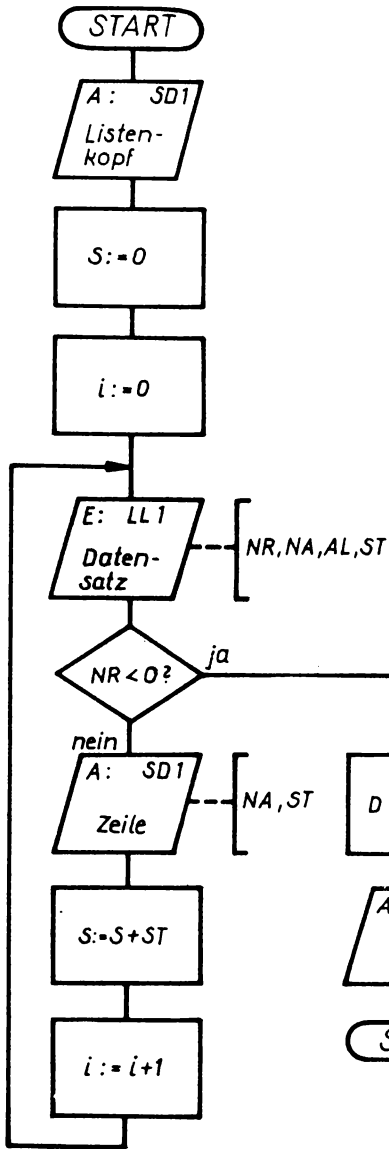 START
A: SD1
Listen-
kopf
S:=0
i:=0
E: LL1
Daten-
satz
NR,NA,AL,ST
NR<0?
ja
nein
A: SD1
Zeile
NA,ST
D
A
S:=S+ST
S
i:=i+1